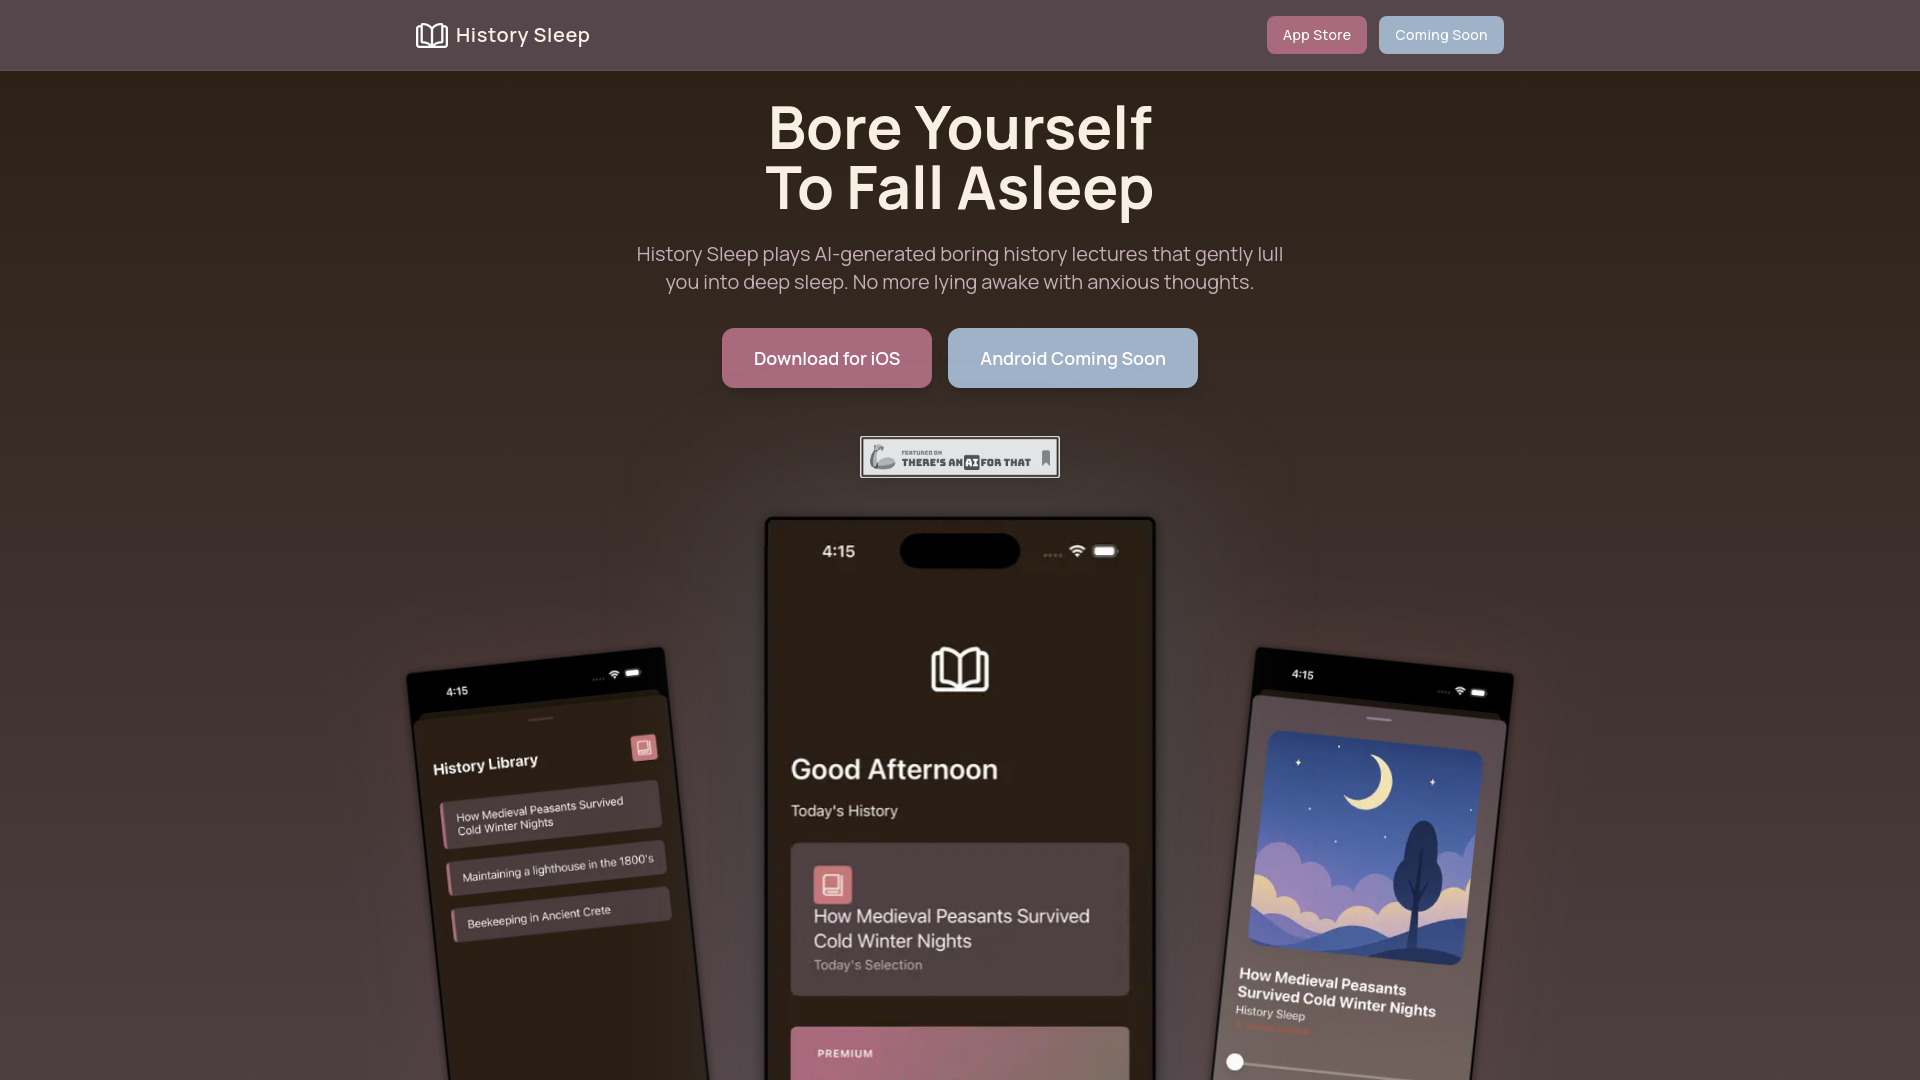 History Sleep
App Store
Coming Soon
Bore Yourself
To Fall Asleep
History Sleep plays AI-generated boring history lectures that gently lull
you into deep sleep. No more lying awake with anxious thoughts.
Download for iOS
Android Coming Soon
FEATURED ON
THERE'S AN AI FOR THAT
4:15
History Library
How Medieval Peasants Survived
Cold Winter Nights
Maintaining a lighthouse in the 1800's
Beekeeping in Ancient Crete
4:15
Good Afternoon
Today's History
How Medieval Peasants Survived
Cold Winter Nights
Today's Selection
PREMIUM
4:15
How Medieval Peasants
Survived Cold Winter Nights
History Sleep